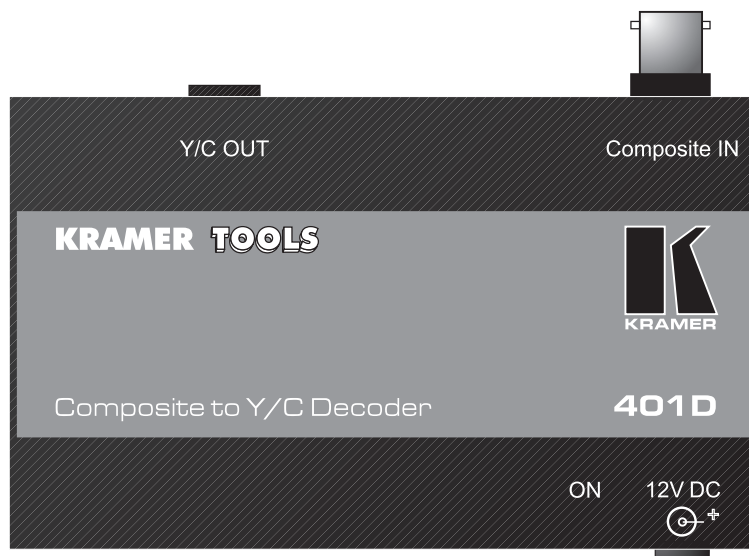 Y/C OUT
Composite IN
KRAMER TOOLS
KRAMER
Composite to Y/C Decoder
401D
ON
12V DC